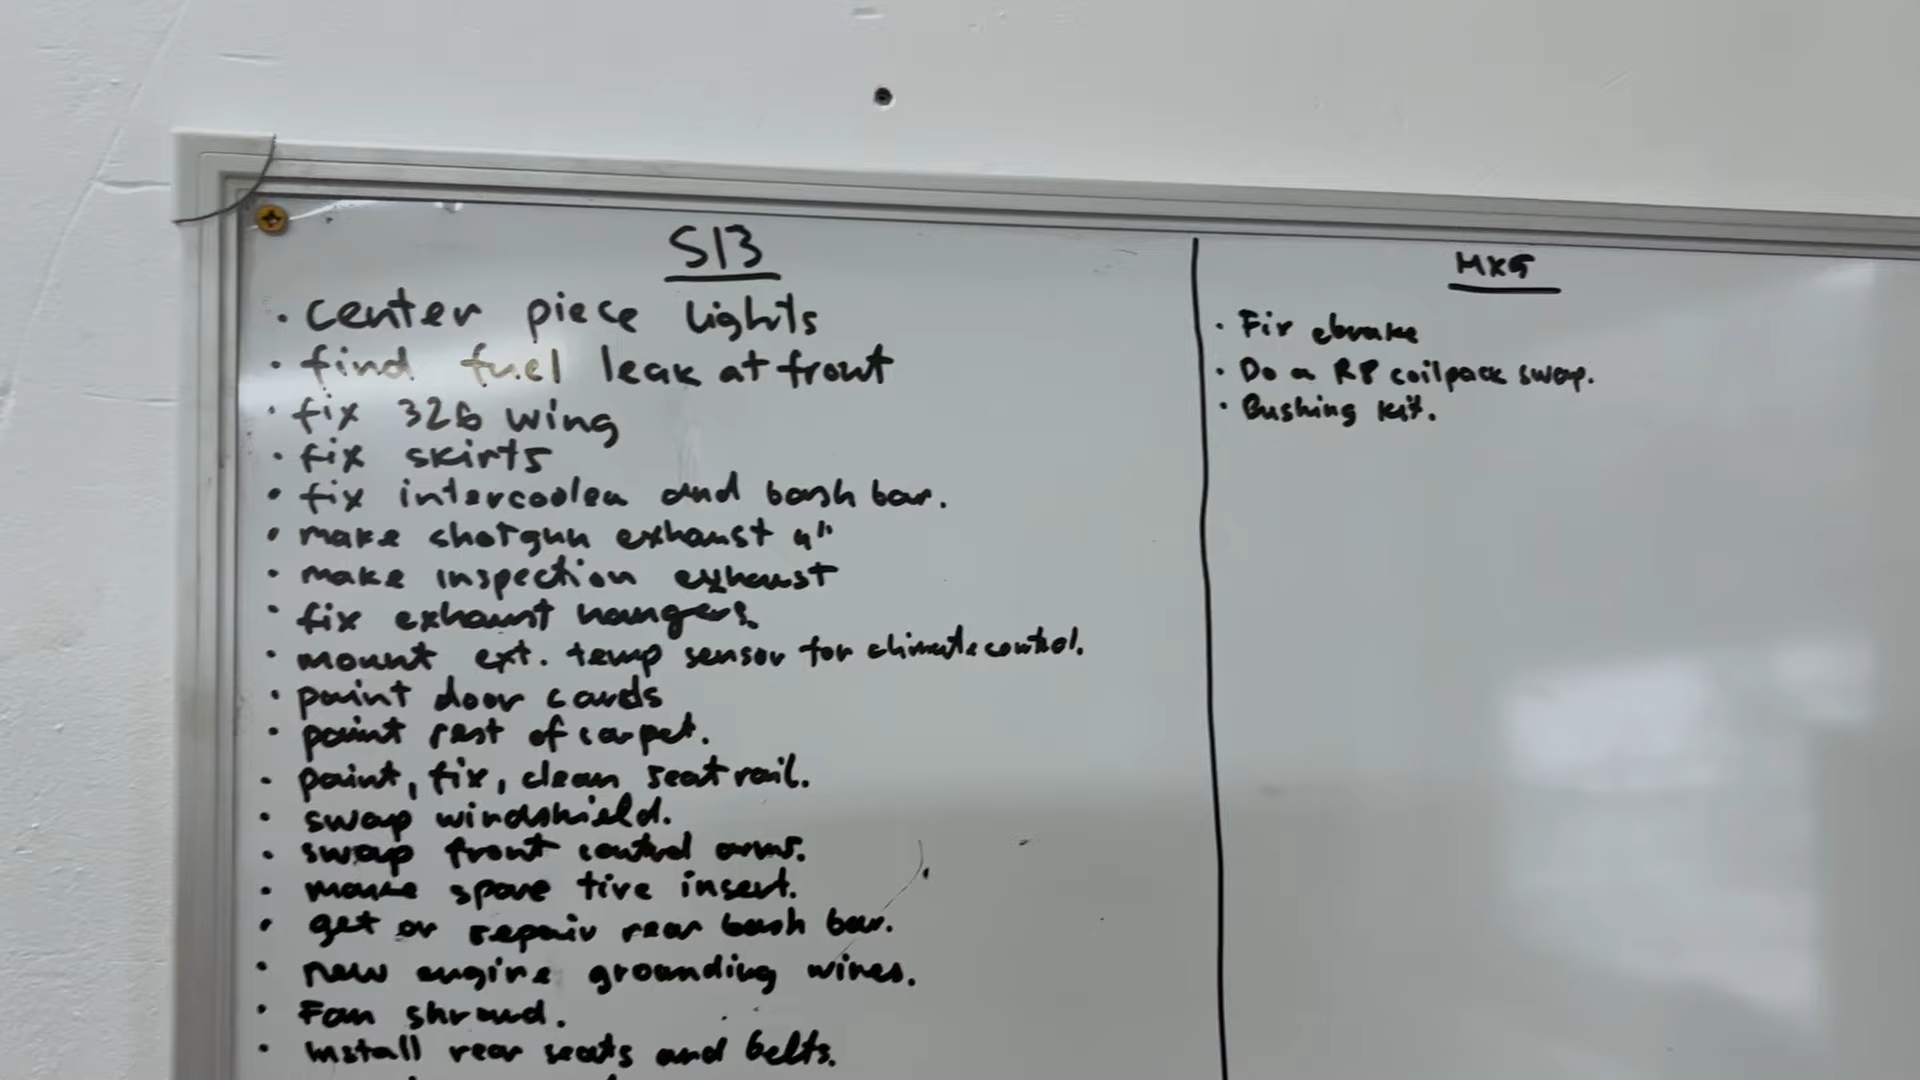 S13
• center piece lights
• find fuel leak at front
• fix 326 wing
• fix skirts
• fix intercooler and bash bar.
• make shotgun exhaust 4"
• make inspection exhaust
• fix exhaust hangers.
• mount ext. temp sensor for climate control.
• paint door cards
• paint rest of carpet.
• paint, fix, clean seat rail.
• swap windshield.
• swap front control arms.
• make spare tire insert.
• get or repair rear bash bar.
• new engine grounding wires.
• Fan shroud.
• Install rear seats and belts.
MX5
• Fix ebrake
• Do a R8 coilpack swap.
• Bushing kit.